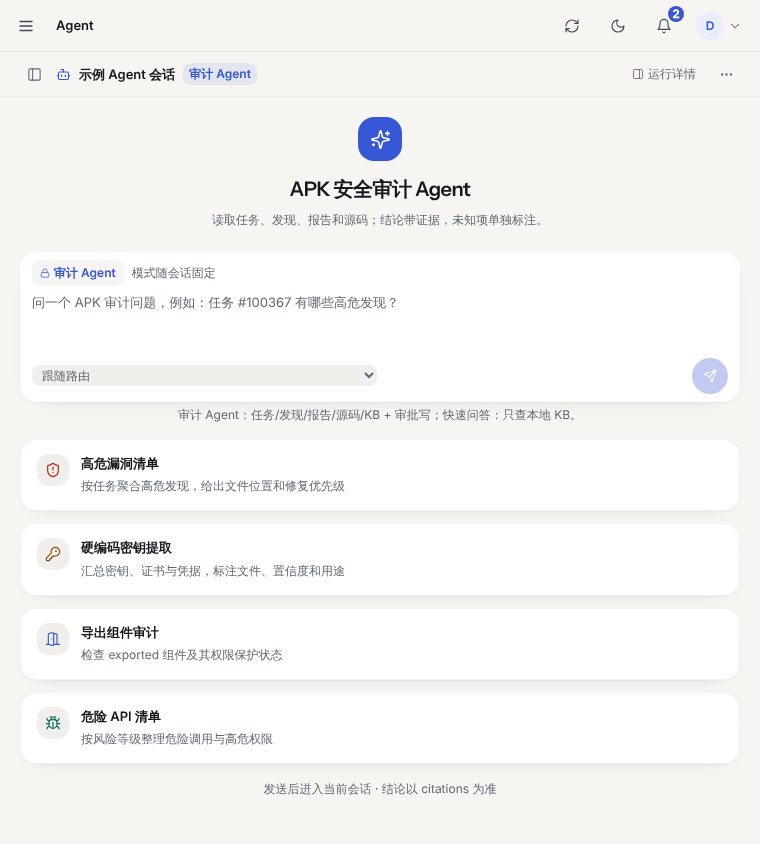 Agent
2
D
示例 Agent 会话
审计 Agent
运行详情
APK 安全审计 Agent
读取任务、发现、报告和源码；结论带证据，未知项单独标注。
审计 Agent
模式随会话固定
问一个 APK 审计问题，例如：任务 #100367 有哪些高危发现？
跟随路由
审计 Agent：任务/发现/报告/源码/KB + 审批写；快速问答：只查本地 KB。
高危漏洞清单
按任务聚合高危发现，给出文件位置和修复优先级
硬编码密钥提取
汇总密钥、证书与凭据，标注文件、置信度和用途
导出组件审计
检查 exported 组件及其权限保护状态
危险 API 清单
按风险等级整理危险调用与高危权限
发送后进入当前会话 · 结论以 citations 为准